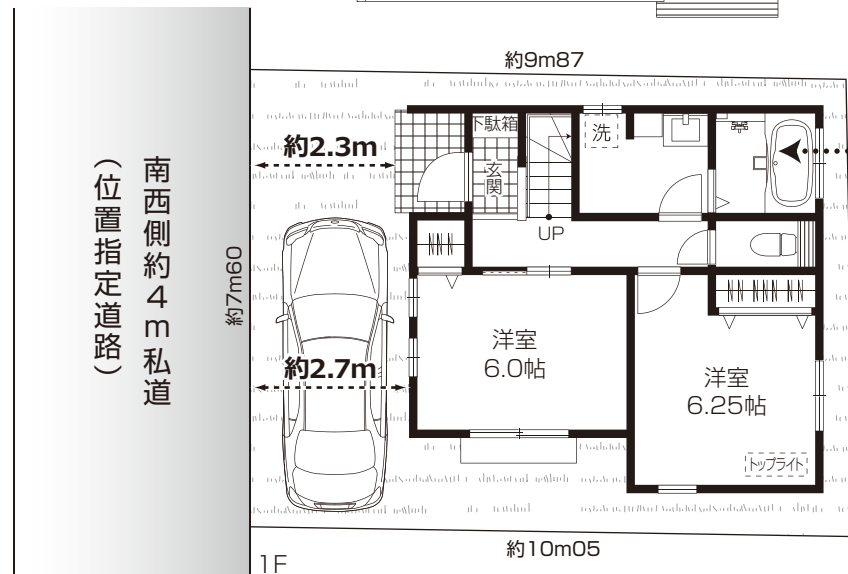 約9m87
下駄箱
洗
約2.3m
玄関
南西側約4m私道
（位置指定道路）
UP
約7m60
洋室
6.0帖
約2.7m
洋室
6.25帖
トップライト
約10m05
1F